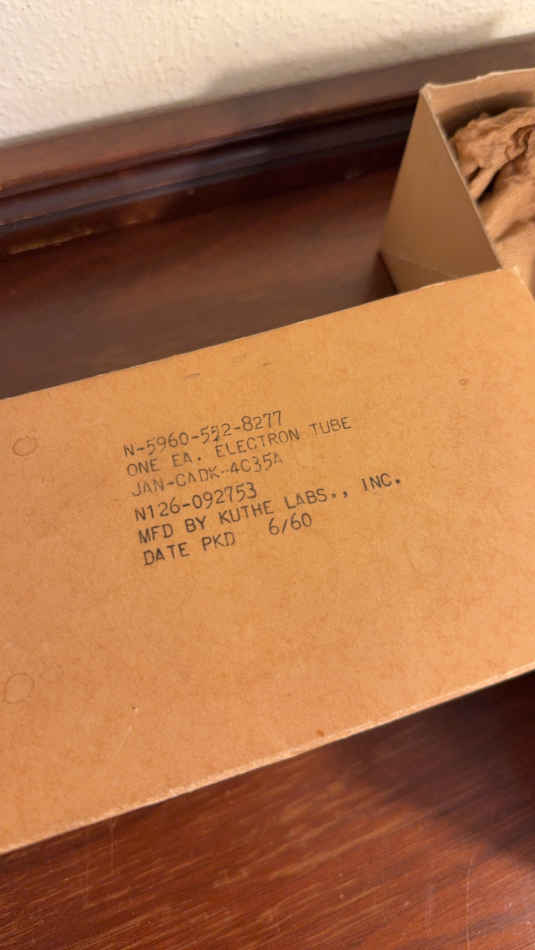 N-5960-552-8277
ONE EA. ELECTRON TUBE
JAN-CADK-4C35A
N126-092753
MFD BY KUTHE LABS., INC.
DATE PKD 6/60